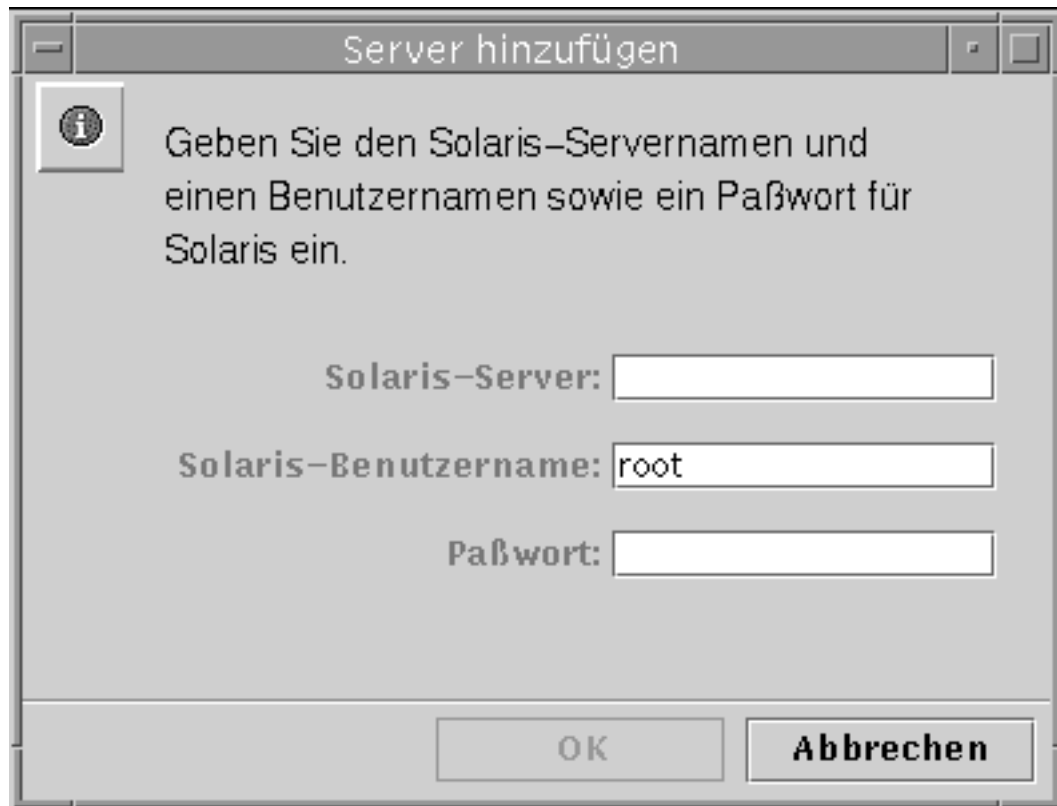 Server hinzufügen
Geben Sie den Solaris-Servernamen und
einen Benutzernamen sowie ein Paßwort für
Solaris ein.
Solaris-Server:
Solaris-Benutzername: root
Paßwort:
OK Abbrechen